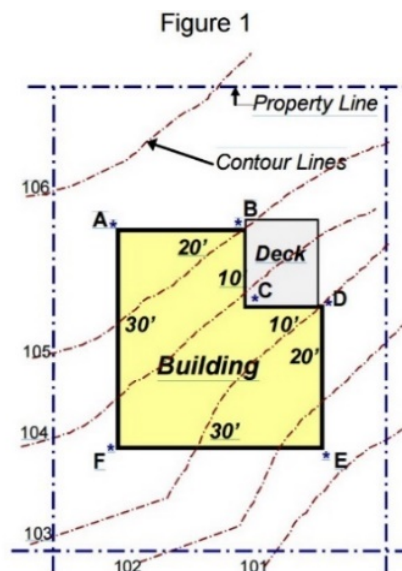 Figure 1
Property Line
Contour Lines
106
A
B
20'
Deck
10'
C
D
10'
30'
20'
105
Building
104
30'
F
E
103
102
101